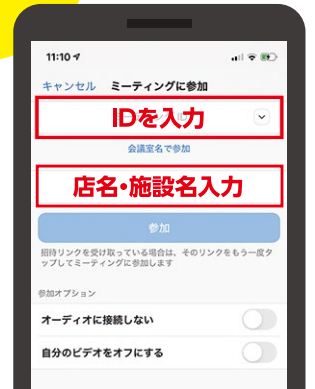 11:10
キャンセル ミーティングに参加
IDを入力
会議室名で参加
店名・施設名入力
参加
招待リンクを受け取っている場合は、そのリンクをもう一度タ
ップしてミーティングに参加します
参加オプション
オーディオに接続しない
自分のビデオをオフにする